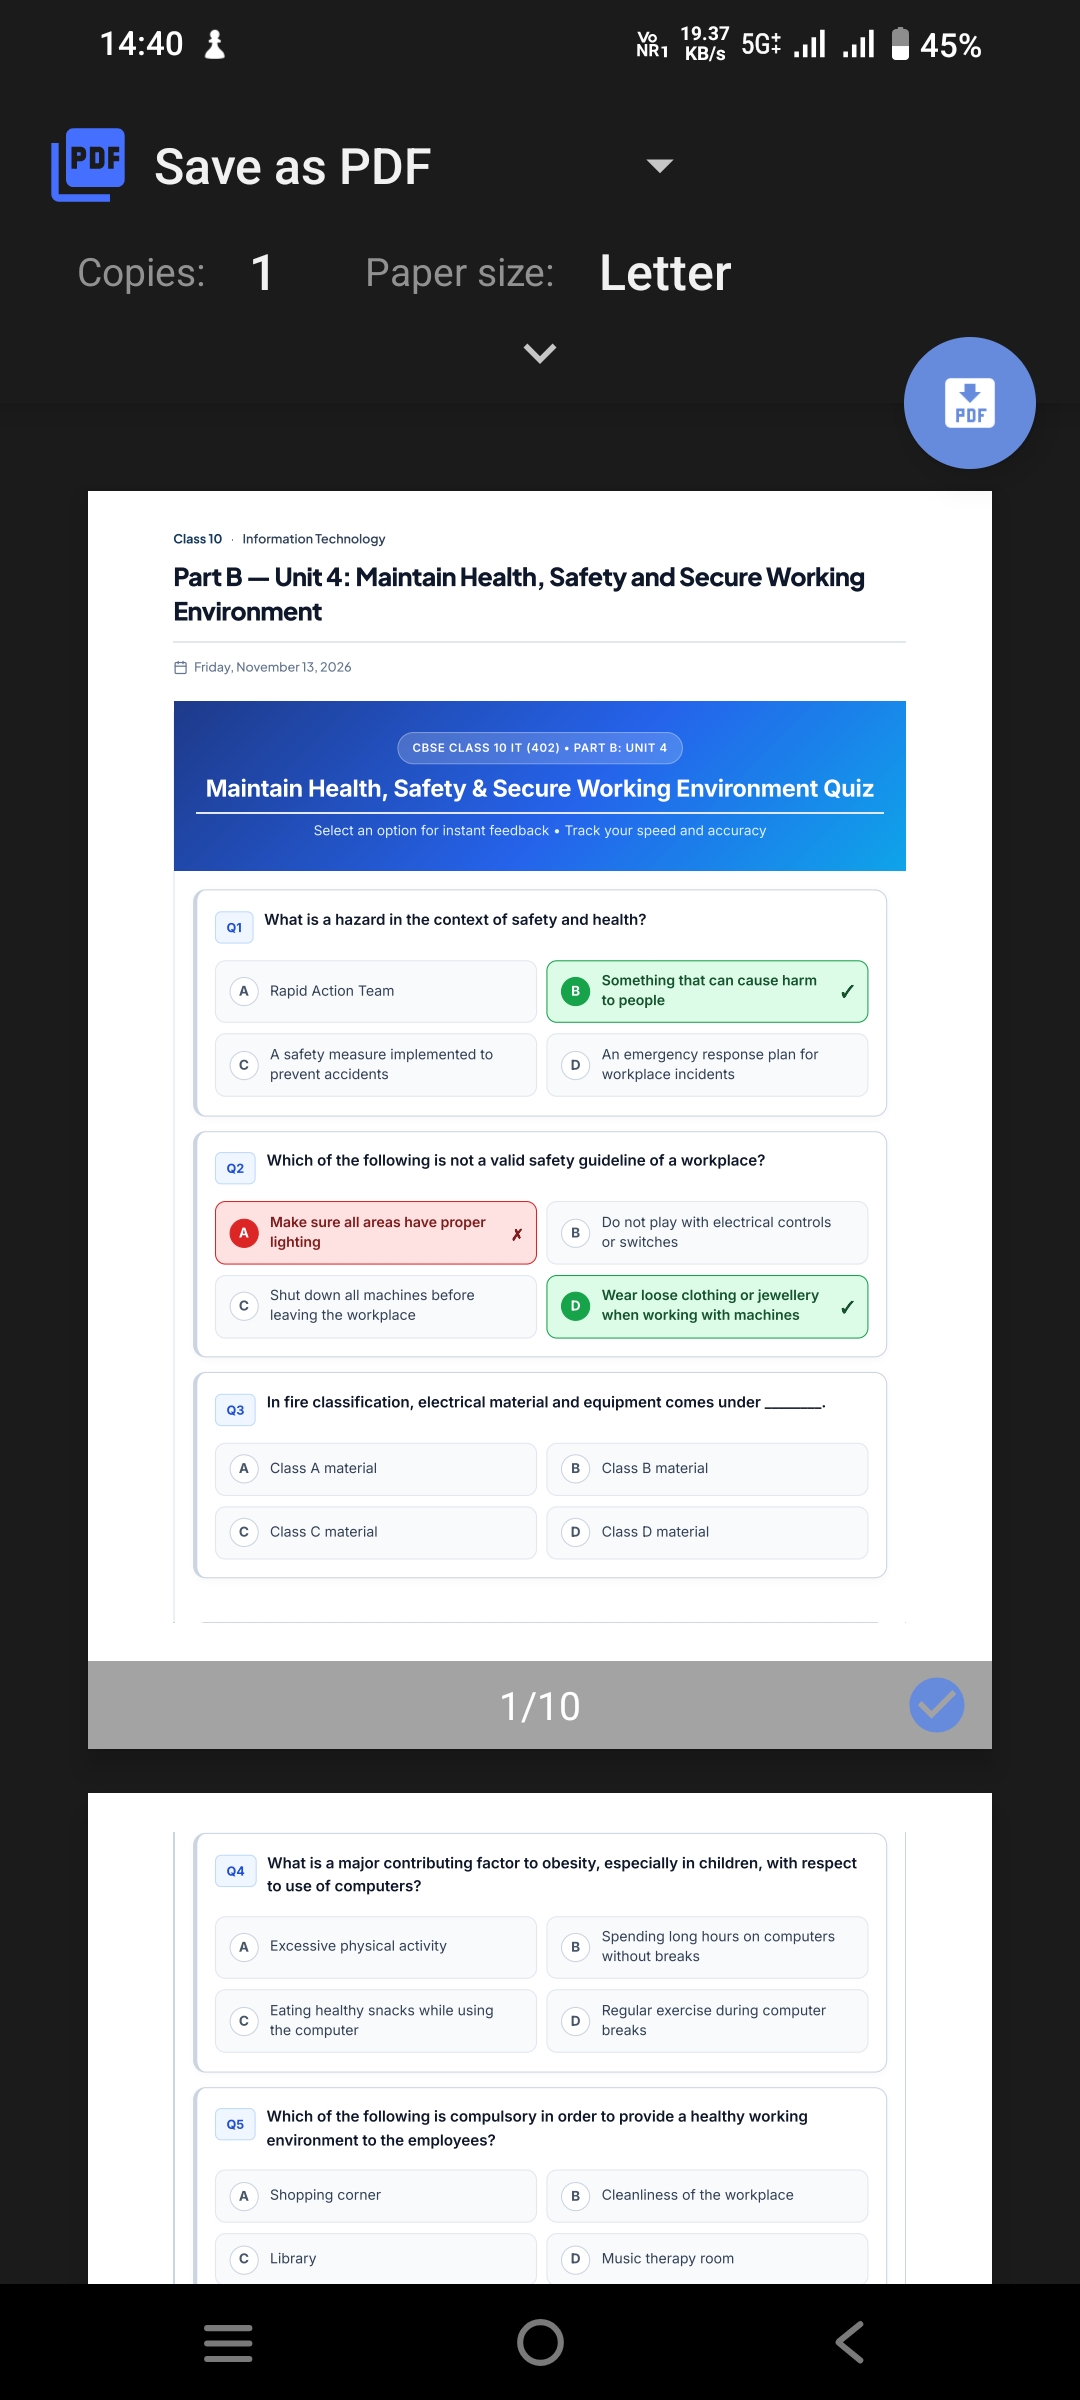 14:40
Vo NR1 19.37 KB/s 5G 45%
PDF Save as PDF
Copies: 1 Paper size: Letter
PDF
Class 10 · Information Technology
Part B — Unit 4: Maintain Health, Safety and Secure Working
Environment
Friday, November 13, 2026
CBSE CLASS 10 IT (402) • PART B: UNIT 4
Maintain Health, Safety & Secure Working Environment Quiz
Select an option for instant feedback • Track your speed and accuracy
Q1 What is a hazard in the context of safety and health?
A Rapid Action Team
B Something that can cause harm
to people ✓
C A safety measure implemented to
prevent accidents
D An emergency response plan for
workplace incidents
Q2 Which of the following is not a valid safety guideline of a workplace?
A Make sure all areas have proper
lighting ✗
B Do not play with electrical controls
or switches
C Shut down all machines before
leaving the workplace
D Wear loose clothing or jewellery
when working with machines ✓
Q3 In fire classification, electrical material and equipment comes under _______.
A Class A material
B Class B material
C Class C material
D Class D material
1/10
Q4 What is a major contributing factor to obesity, especially in children, with respect
to use of computers?
A Excessive physical activity
B Spending long hours on computers
without breaks
C Eating healthy snacks while using
the computer
D Regular exercise during computer
breaks
Q5 Which of the following is compulsory in order to provide a healthy working
environment to the employees?
A Shopping corner
B Cleanliness of the workplace
C Library
D Music therapy room